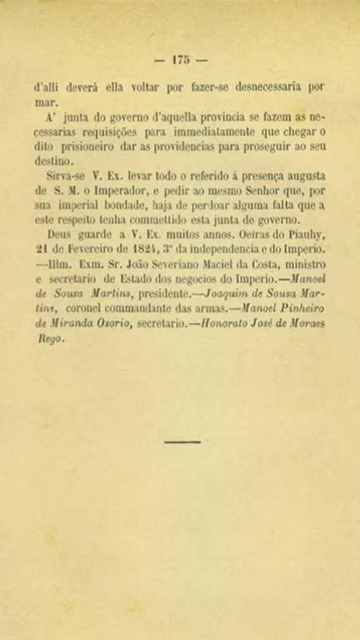 — 175 —
d'alli deverá ella voltar por fazer-se desnecessaria por
mar.
A' junta do governo d'aquella provincia se fazem as ne-
cessarias requisições para immediatamente que chegar o
dito prisioneiro dar as providencias para proseguir ao seu
destino.
Sirva-se V. Ex. levar todo o referido á presença augusta
de S. M. o Imperador, e pedir ao mesmo Senhor que, por
sua imperial bondade, haja de perdoar alguma falta que a
este respeito tenha commettido esta junta de governo.
Deus guarde a V. Ex. muitos annos. Oeiras do Piauhy,
21 de Fevereiro de 1824, 3º da independencia e do Imperio.
—Illm. Exm. Sr. João Severiano Maciel da Costa, ministro
e secretario de Estado dos negocios do Imperio.—Manoel
de Sousa Martins, presidente.—Joaquim de Sousa Mar-
tins, coronel commandante das armas.—Manoel Pinheiro
de Miranda Osorio, secretario.—Honorato José de Moraes
Rego.